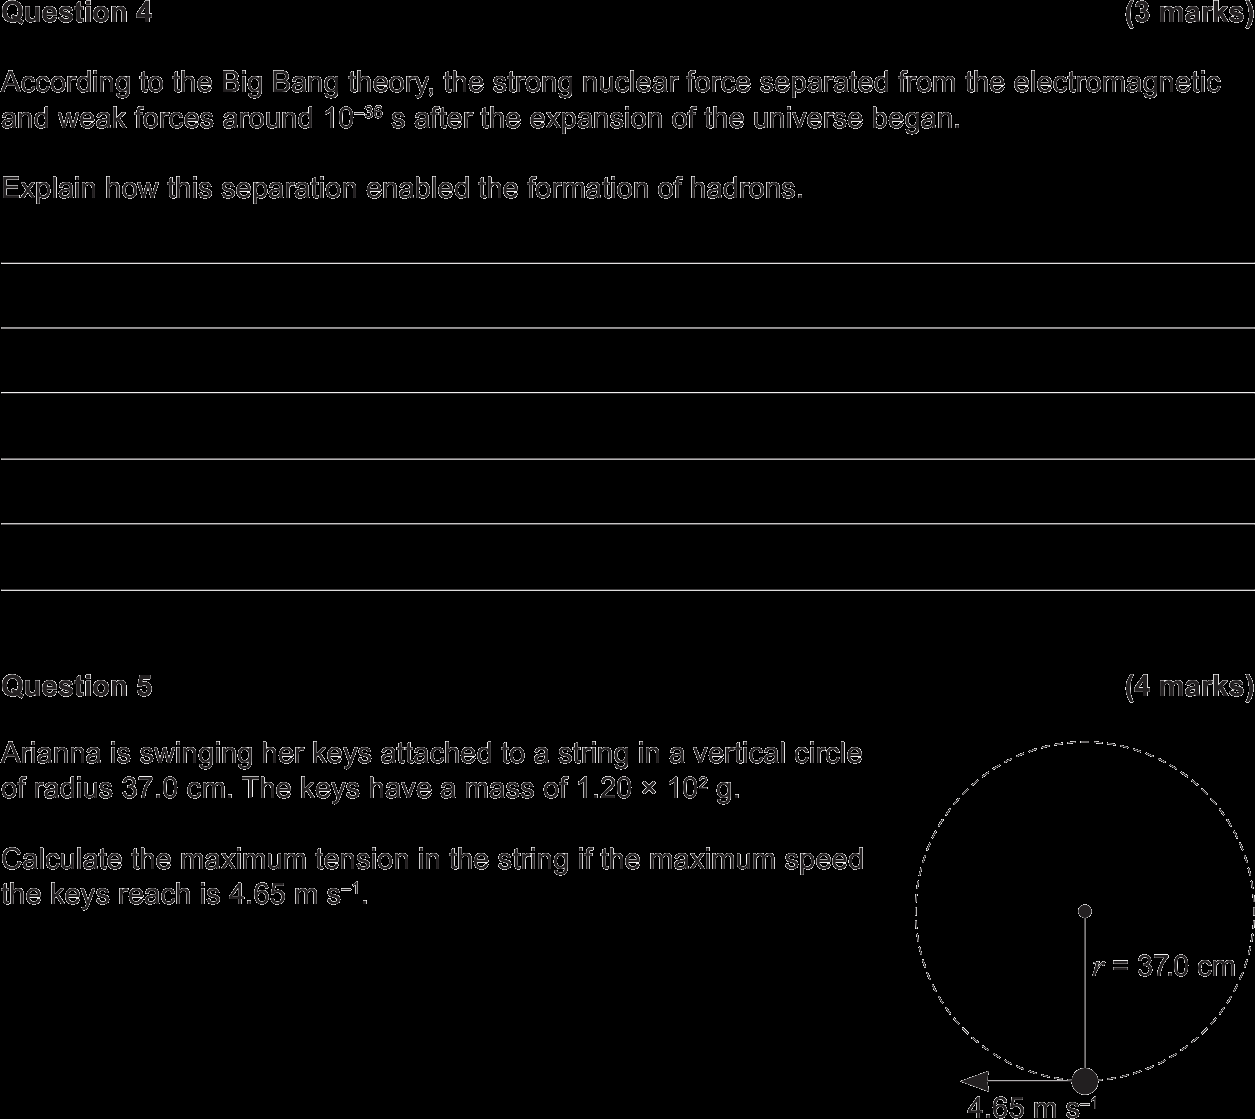 Question 4 (3 marks)
According to the Big Bang theory, the strong nuclear force separated from the electromagnetic
and weak forces around 10⁻³⁶ s after the expansion of the universe began.
Explain how this separation enabled the formation of hadrons.
Question 5 (4 marks)
Arianna is swinging her keys attached to a string in a vertical circle
of radius 37.0 cm. The keys have a mass of 1.20 × 10² g.
Calculate the maximum tension in the string if the maximum speed
the keys reach is 4.65 m s⁻¹.
r = 37.0 cm
4.65 m s⁻¹